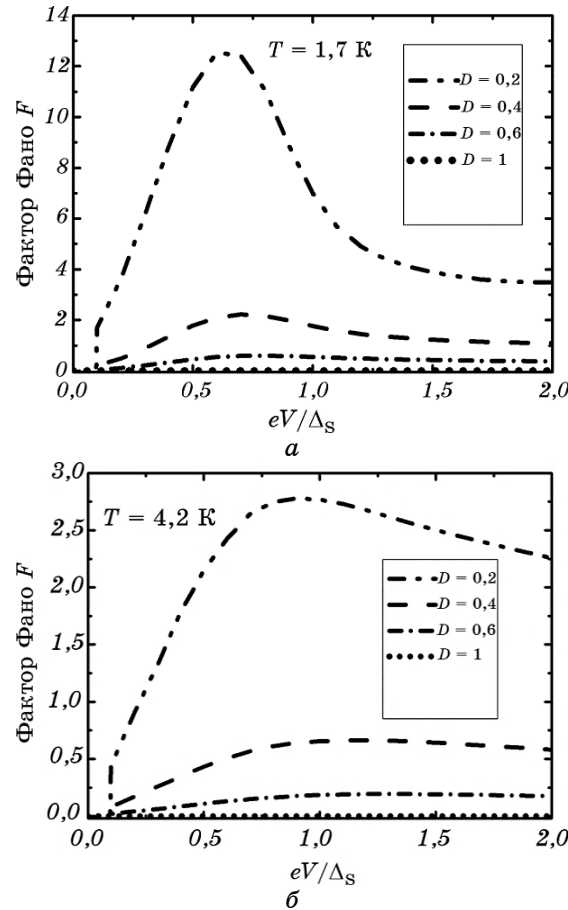 14
12
10
8
6
4
2
0
Фактор Фано F
T = 1,7 К
D = 0,2
D = 0,4
D = 0,6
D = 1
0,0 0,5 1,0 1,5 2,0
eV/Δs
а
3,0
2,5
2,0
1,5
1,0
0,5
0,0
Фактор Фано F
T = 4,2 К
D = 0,2
D = 0,4
D = 0,6
D = 1
0,0 0,5 1,0 1,5 2,0
eV/Δs
б